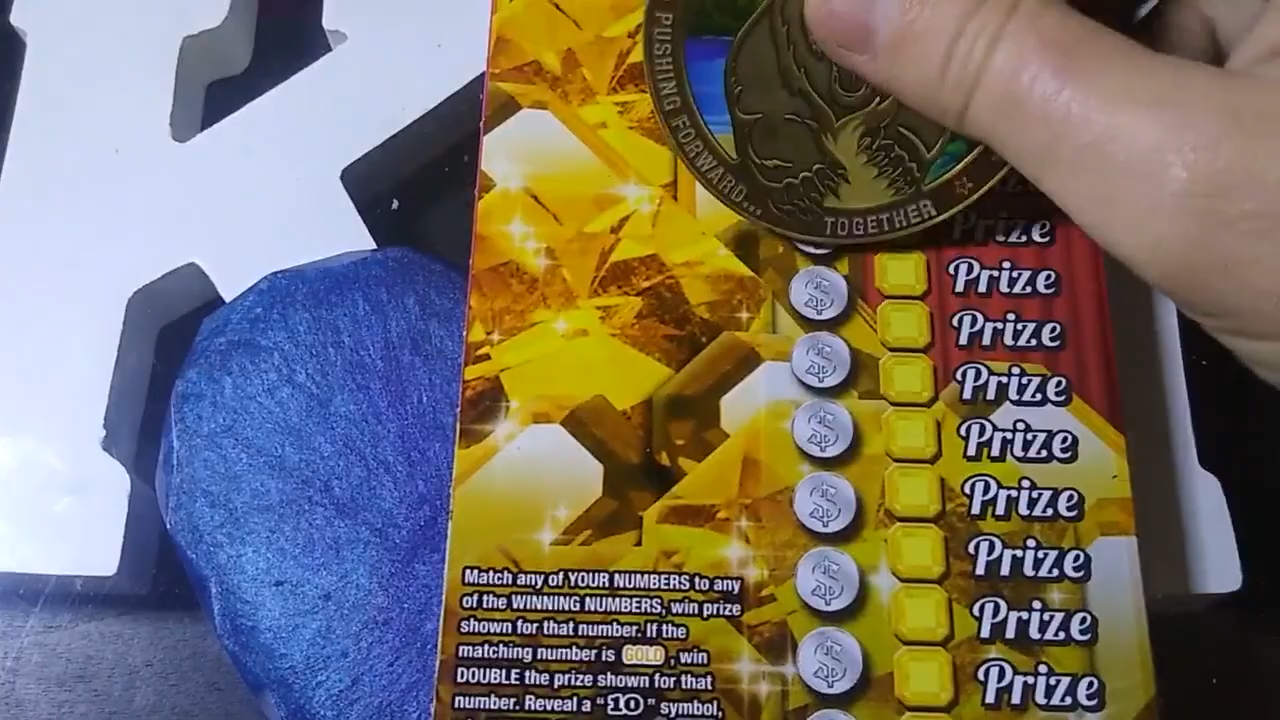 PUSHING FORWARD...
TOGETHER
Prize
Prize
Prize
Prize
Prize
Prize
Prize
Prize
Prize
Match any of YOUR NUMBERS to any
of the WINNING NUMBERS, win prize
shown for that number. If the
matching number is GOLD, win
DOUBLE the prize shown for that
number. Reveal a "10" symbol,